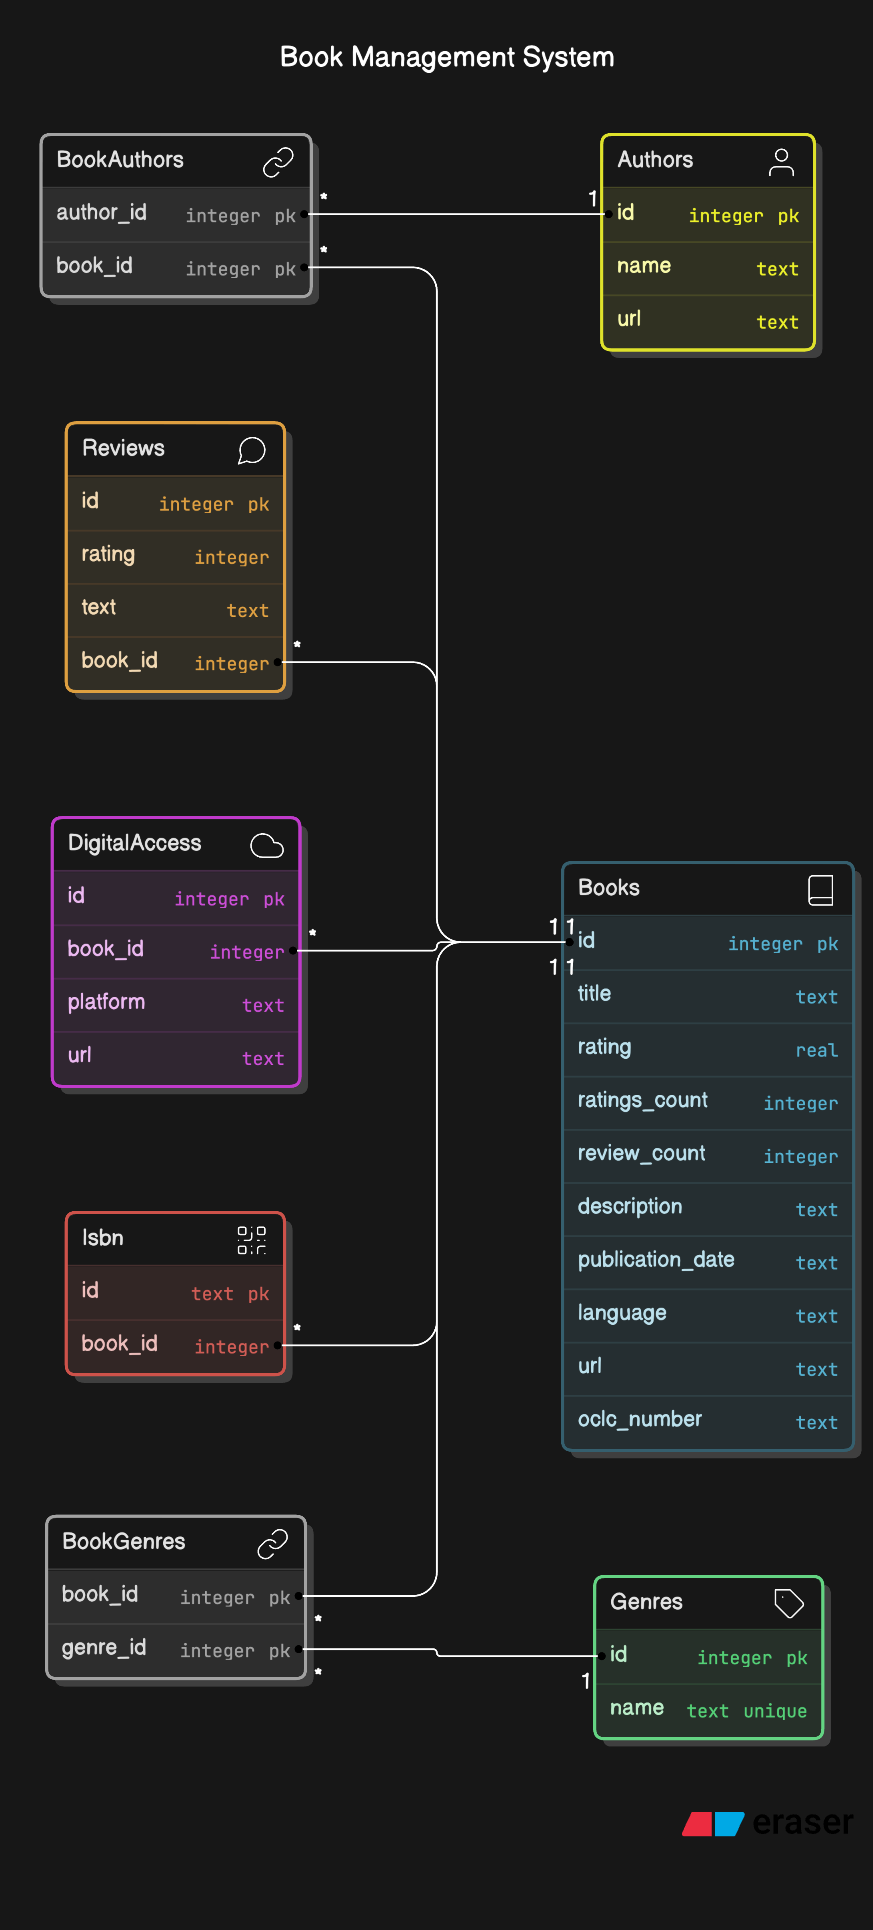 Book Management System
BookAuthors
author_id integer pk
book_id integer pk
*
*
Authors
1
id integer pk
name text
url text
Reviews
id integer pk
rating integer
text text
book_id integer
*
DigitalAccess
id integer pk
book_id integer
platform text
url text
*
Books
1 1
id integer pk
1 1
title text
rating real
ratings_count integer
review_count integer
description text
publication_date text
language text
url text
oclc_number text
Isbn
id text pk
book_id integer
*
BookGenres
book_id integer pk
genre_id integer pk
*
*
Genres
id integer pk
1
name text unique
eraser